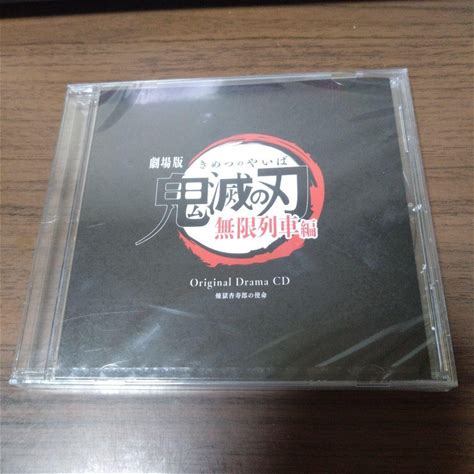 劇場版
きめつのやいば
鬼滅の刃
無限列車編
Original Drama CD
煉獄杏寿郎の使命